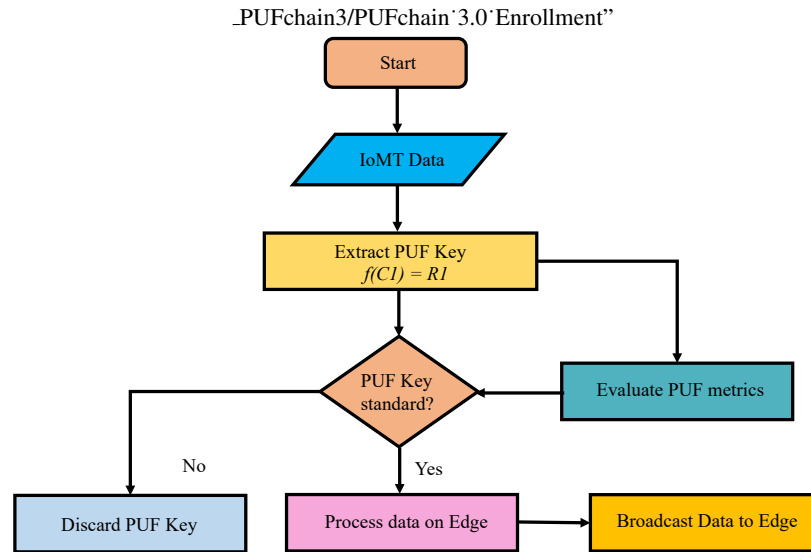 _PUFchain3/PUFchain˙3.0˙Enrollment”
Start
IoMT Data
Extract PUF Key
f(C1) = R1
PUF Key
standard?
Evaluate PUF metrics
No
Yes
Discard PUF Key
Process data on Edge
Broadcast Data to Edge